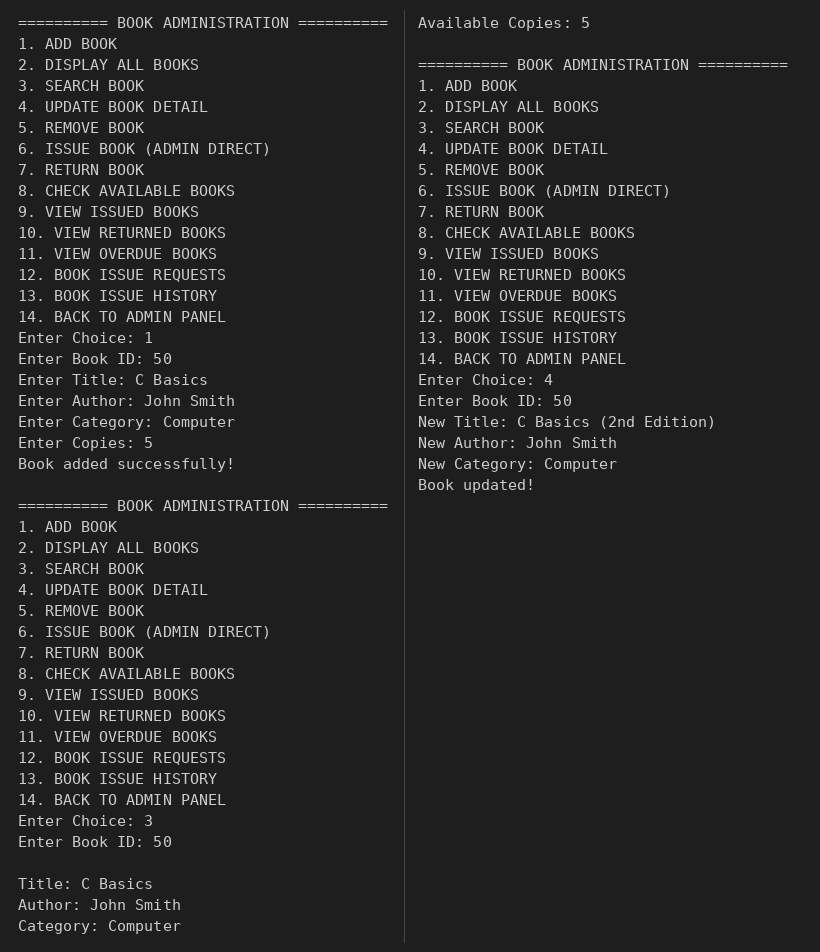 ========== BOOK ADMINISTRATION ==========
1. ADD BOOK
2. DISPLAY ALL BOOKS
3. SEARCH BOOK
4. UPDATE BOOK DETAIL
5. REMOVE BOOK
6. ISSUE BOOK (ADMIN DIRECT)
7. RETURN BOOK
8. CHECK AVAILABLE BOOKS
9. VIEW ISSUED BOOKS
10. VIEW RETURNED BOOKS
11. VIEW OVERDUE BOOKS
12. BOOK ISSUE REQUESTS
13. BOOK ISSUE HISTORY
14. BACK TO ADMIN PANEL
Enter Choice: 1
Enter Book ID: 50
Enter Title: C Basics
Enter Author: John Smith
Enter Category: Computer
Enter Copies: 5
Book added successfully!

========== BOOK ADMINISTRATION ==========
1. ADD BOOK
2. DISPLAY ALL BOOKS
3. SEARCH BOOK
4. UPDATE BOOK DETAIL
5. REMOVE BOOK
6. ISSUE BOOK (ADMIN DIRECT)
7. RETURN BOOK
8. CHECK AVAILABLE BOOKS
9. VIEW ISSUED BOOKS
10. VIEW RETURNED BOOKS
11. VIEW OVERDUE BOOKS
12. BOOK ISSUE REQUESTS
13. BOOK ISSUE HISTORY
14. BACK TO ADMIN PANEL
Enter Choice: 3
Enter Book ID: 50

Title: C Basics
Author: John Smith
Category: Computer
Available Copies: 5

========== BOOK ADMINISTRATION ==========
1. ADD BOOK
2. DISPLAY ALL BOOKS
3. SEARCH BOOK
4. UPDATE BOOK DETAIL
5. REMOVE BOOK
6. ISSUE BOOK (ADMIN DIRECT)
7. RETURN BOOK
8. CHECK AVAILABLE BOOKS
9. VIEW ISSUED BOOKS
10. VIEW RETURNED BOOKS
11. VIEW OVERDUE BOOKS
12. BOOK ISSUE REQUESTS
13. BOOK ISSUE HISTORY
14. BACK TO ADMIN PANEL
Enter Choice: 4
Enter Book ID: 50
New Title: C Basics (2nd Edition)
New Author: John Smith
New Category: Computer
Book updated!